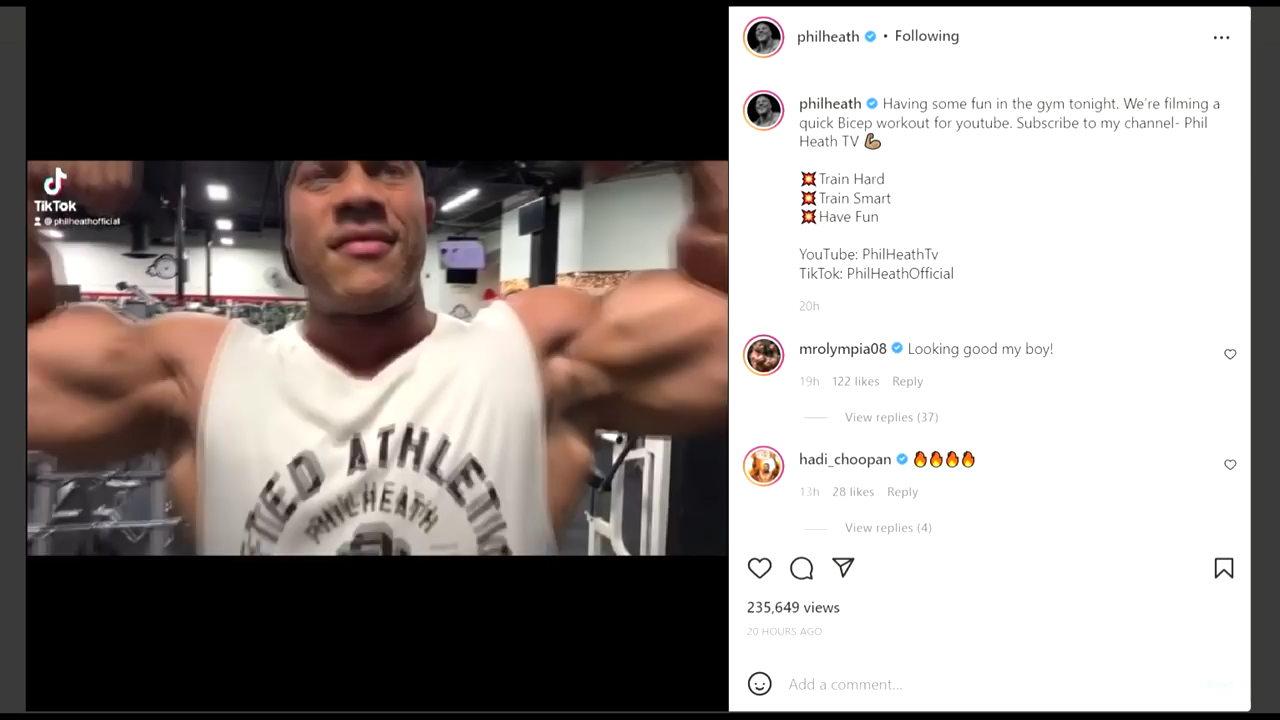 philheath • Following
philheath Having some fun in the gym tonight. We're filming a
quick Bicep workout for youtube. Subscribe to my channel- Phil
Heath TV 💪🏽
💥Train Hard
💥Train Smart
💥Have Fun
YouTube: PhilHeathTv
TikTok: PhilHeathOfficial
20h
mrolympia08 Looking good my boy!
19h 122 likes Reply
View replies (37)
hadi_choopan 🔥🔥🔥🔥
13h 28 likes Reply
View replies (4)
235,649 views
20 HOURS AGO
Add a comment...
Post
TikTok
@philheathofficial
ATHLETIC
PHIL HEATH